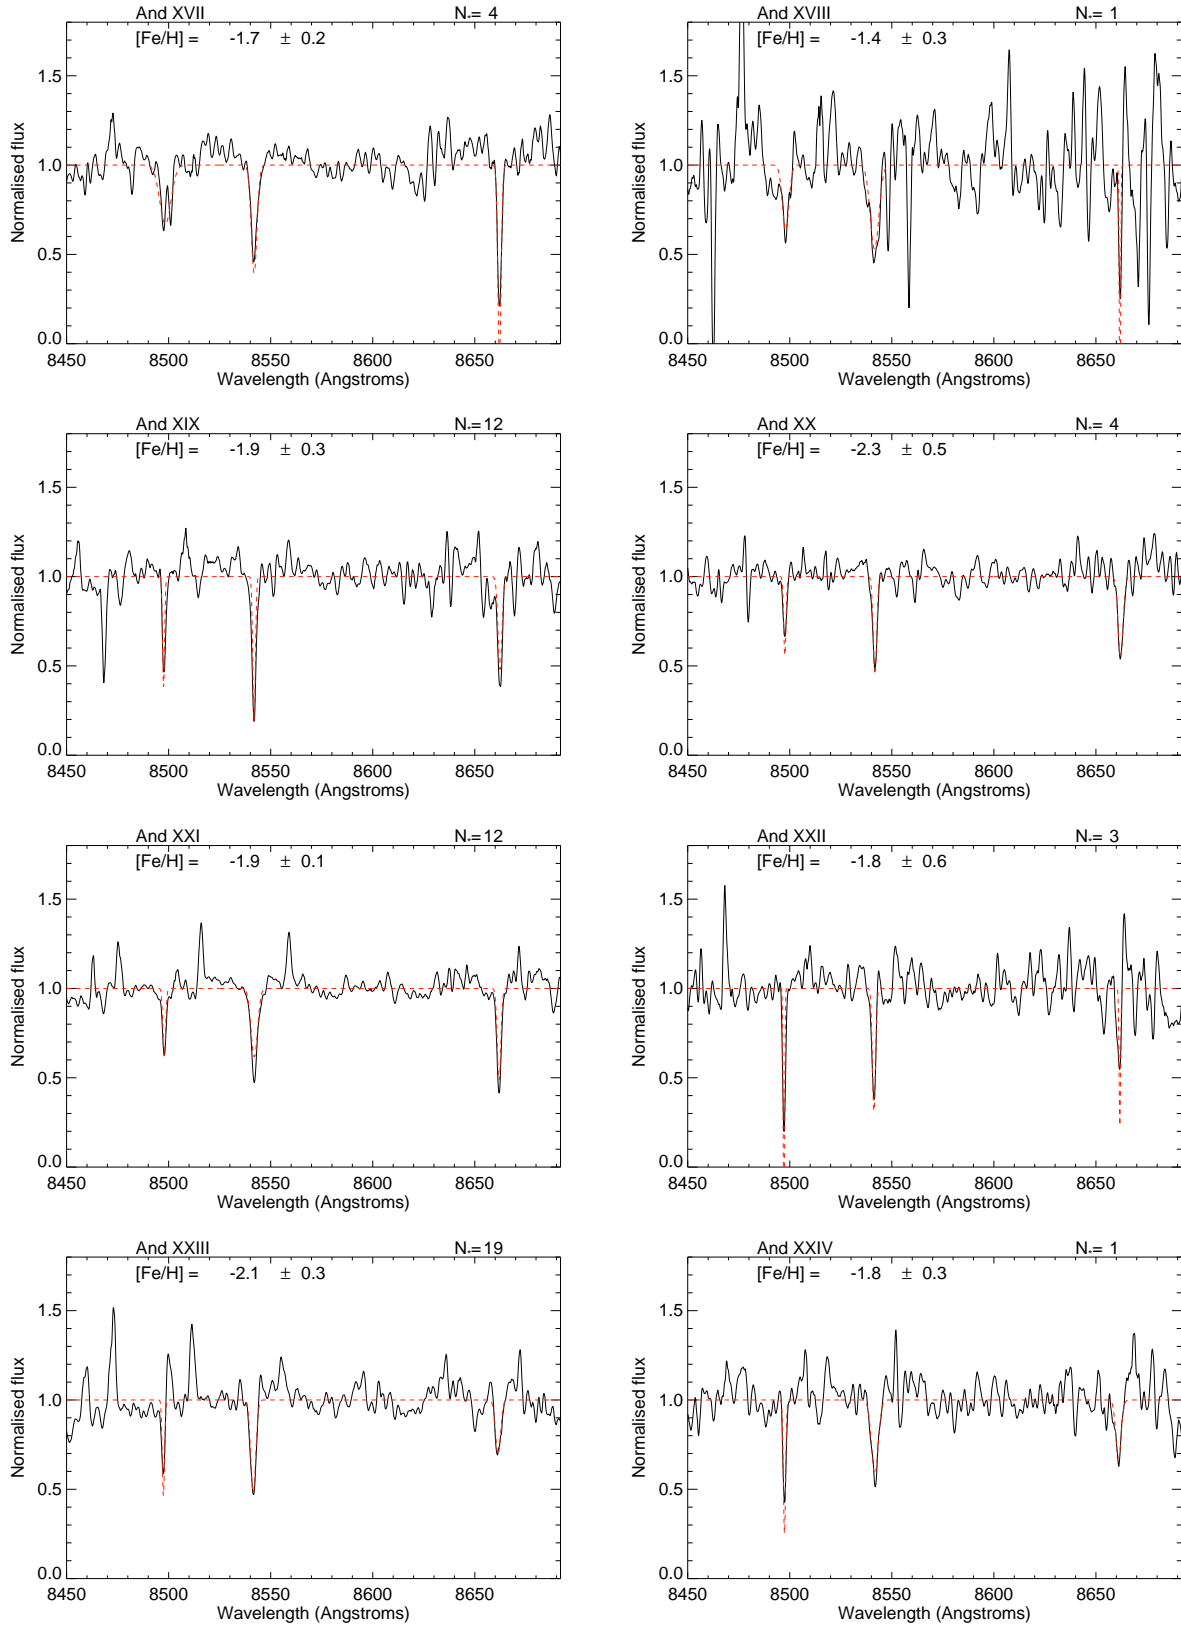 And XVII N*= 4
[Fe/H] = -1.7 ± 0.2
Normalised flux
1.5
1.0
0.5
0.0
8450 8500 8550 8600 8650
Wavelength (Angstroms)
And XVIII N*= 1
[Fe/H] = -1.4 ± 0.3
Normalised flux
1.5
1.0
0.5
0.0
8450 8500 8550 8600 8650
Wavelength (Angstroms)
And XIX N*= 12
[Fe/H] = -1.9 ± 0.3
Normalised flux
1.5
1.0
0.5
0.0
8450 8500 8550 8600 8650
Wavelength (Angstroms)
And XX N*= 4
[Fe/H] = -2.3 ± 0.5
Normalised flux
1.5
1.0
0.5
0.0
8450 8500 8550 8600 8650
Wavelength (Angstroms)
And XXI N*= 12
[Fe/H] = -1.9 ± 0.1
Normalised flux
1.5
1.0
0.5
0.0
8450 8500 8550 8600 8650
Wavelength (Angstroms)
And XXII N*= 3
[Fe/H] = -1.8 ± 0.6
Normalised flux
1.5
1.0
0.5
0.0
8450 8500 8550 8600 8650
Wavelength (Angstroms)
And XXIII N*= 19
[Fe/H] = -2.1 ± 0.3
Normalised flux
1.5
1.0
0.5
0.0
8450 8500 8550 8600 8650
Wavelength (Angstroms)
And XXIV N*= 1
[Fe/H] = -1.8 ± 0.3
Normalised flux
1.5
1.0
0.5
0.0
8450 8500 8550 8600 8650
Wavelength (Angstroms)